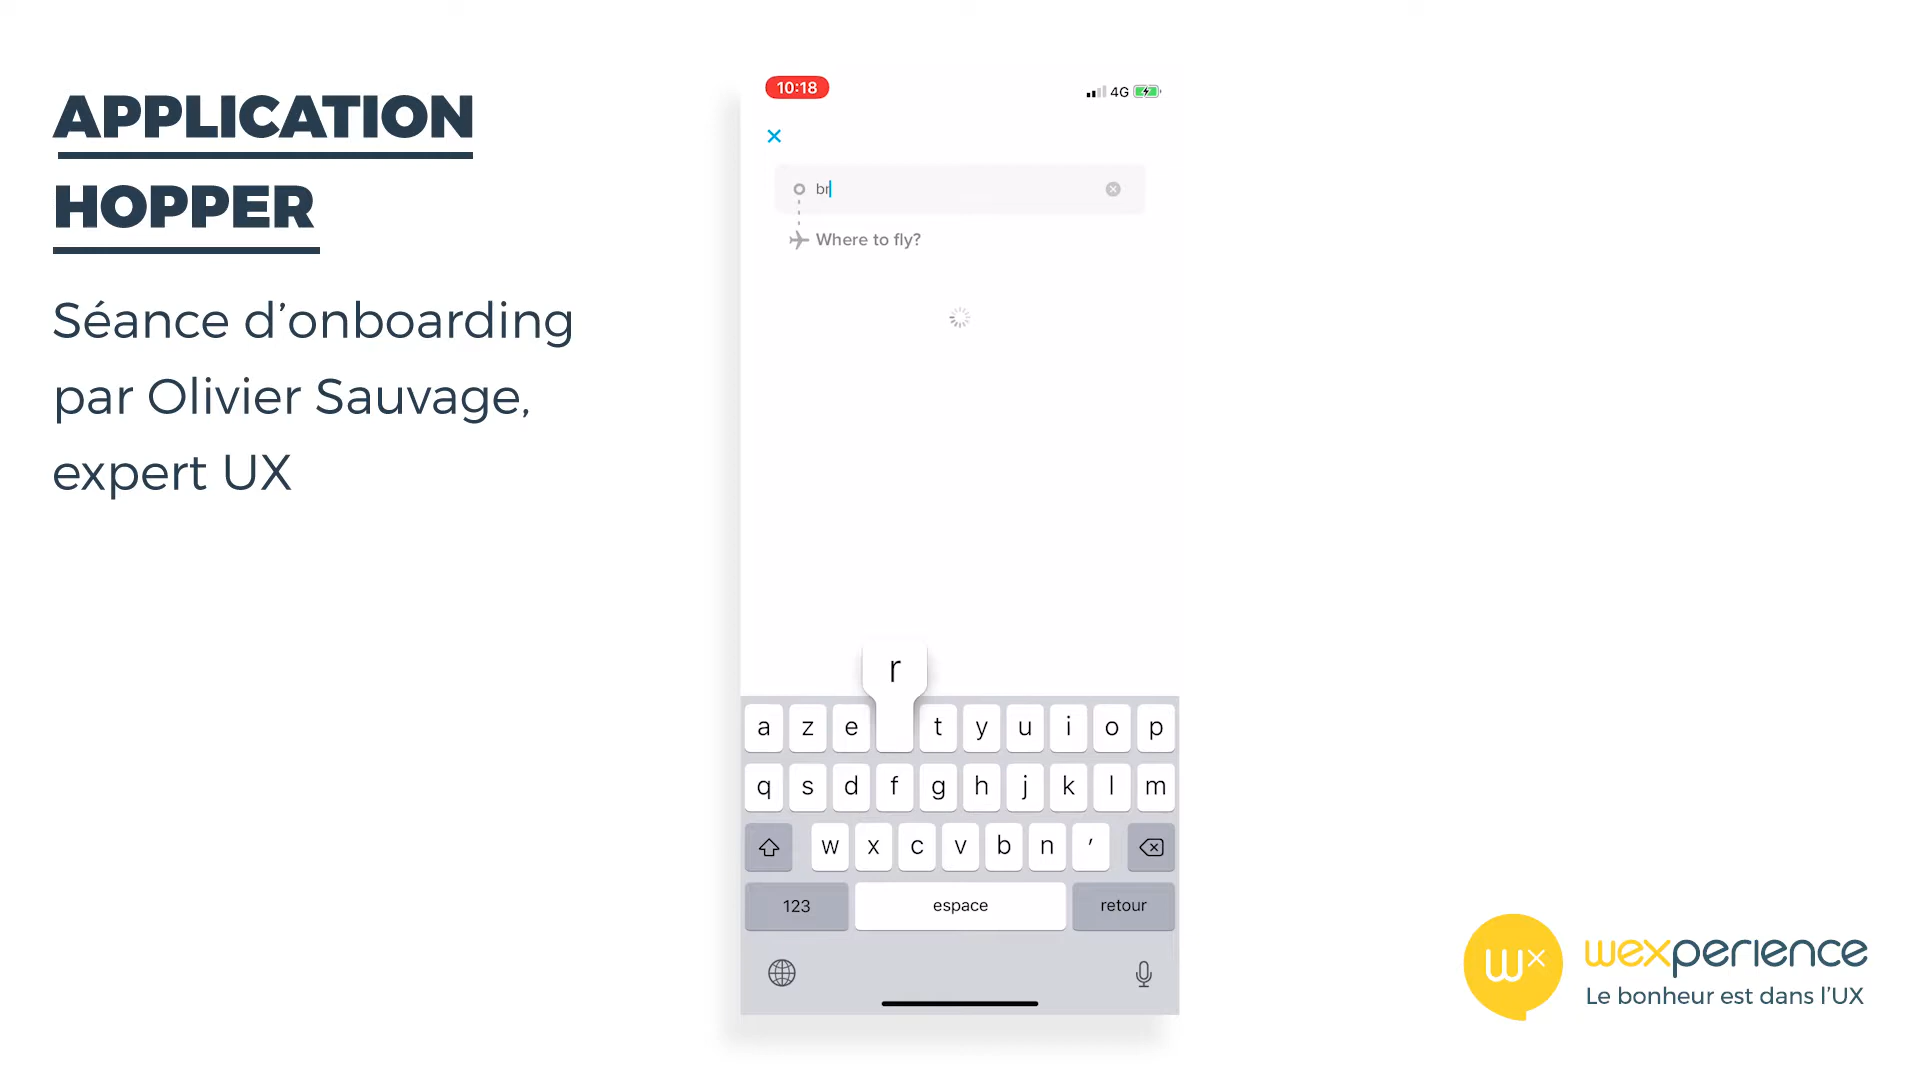 APPLICATION
HOPPER
Séance d’onboarding
par Olivier Sauvage,
expert UX
10:18
4G
br
Where to fly?
r
a z e t y u i o p
q s d f g h j k l m
w x c v b n ′
123 espace retour
wx wexperience
Le bonheur est dans l’UX